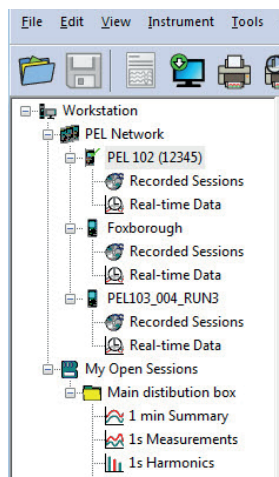 File Edit View Instrument Tools
Workstation
PEL Network
PEL 102 (12345)
Recorded Sessions
Real-time Data
Foxborough
Recorded Sessions
Real-time Data
PEL103_004_RUN3
Recorded Sessions
Real-time Data
My Open Sessions
Main distibution box
1 min Summary
1s Measurements
1s Harmonics